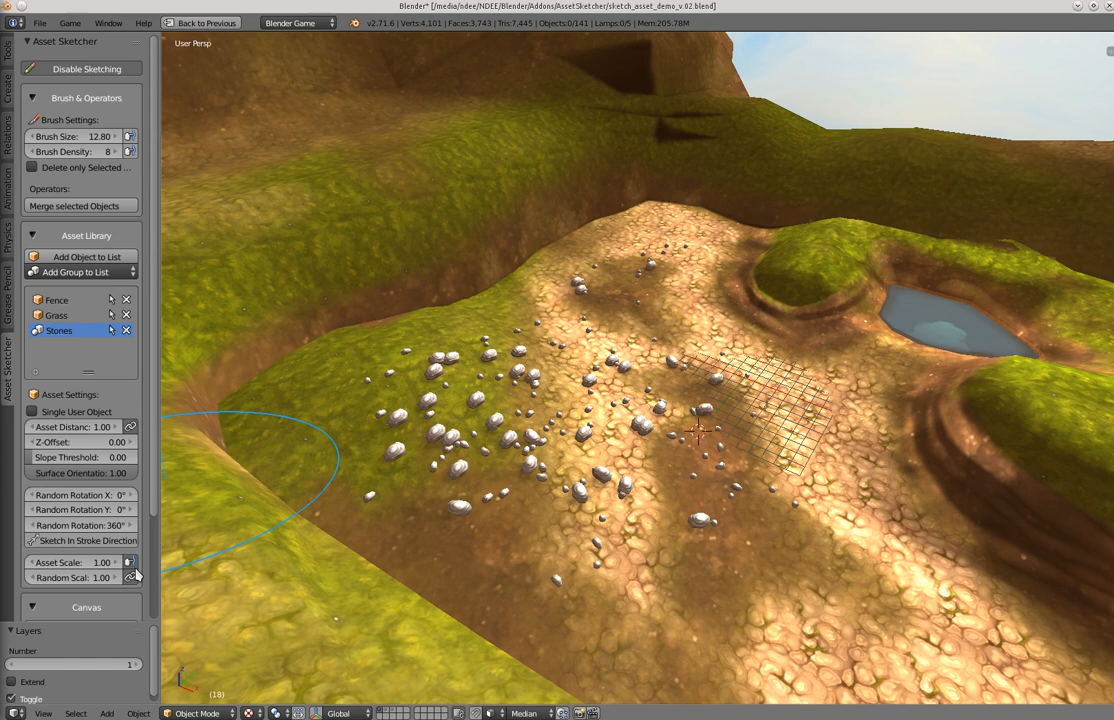 Blender* [/media/ndee/NDEE/Blender/Addons/AssetSketcher/sketch_asset_demo_v.02.blend]
File Game Window Help Back to Previous Blender Game v2.71.6 | Verts:4,101 | Faces:3,743 | Tris:7,445 | Objects:0/141 | Lamps:0/5 | Mem:205.78M
User Persp
Tools
Create
Relations
Animation
Physics
Grease Pencil
Asset Sketcher
Asset Sketcher
Disable Sketching
Brush & Operators
Brush Settings:
Brush Size: 12.80
Brush Density: 8
Delete only Selected ...
Operators:
Merge selected Objects
Asset Library
Add Object to List
Add Group to List
Fence
Grass
Stones
Asset Settings:
Single User Object
Asset Distanc: 1.00
Z-Offset: 0.00
Slope Threshold: 0.00
Surface Orientatio: 1.00
Random Rotation X: 0°
Random Rotation Y: 0°
Random Rotation: 360°
Sketch In Stroke Direction
Asset Scale: 1.00
Random Scal: 1.00
Canvas
Layers
Number
1
Extend
Toggle
(18)
View Select Add Object Object Mode Global Median